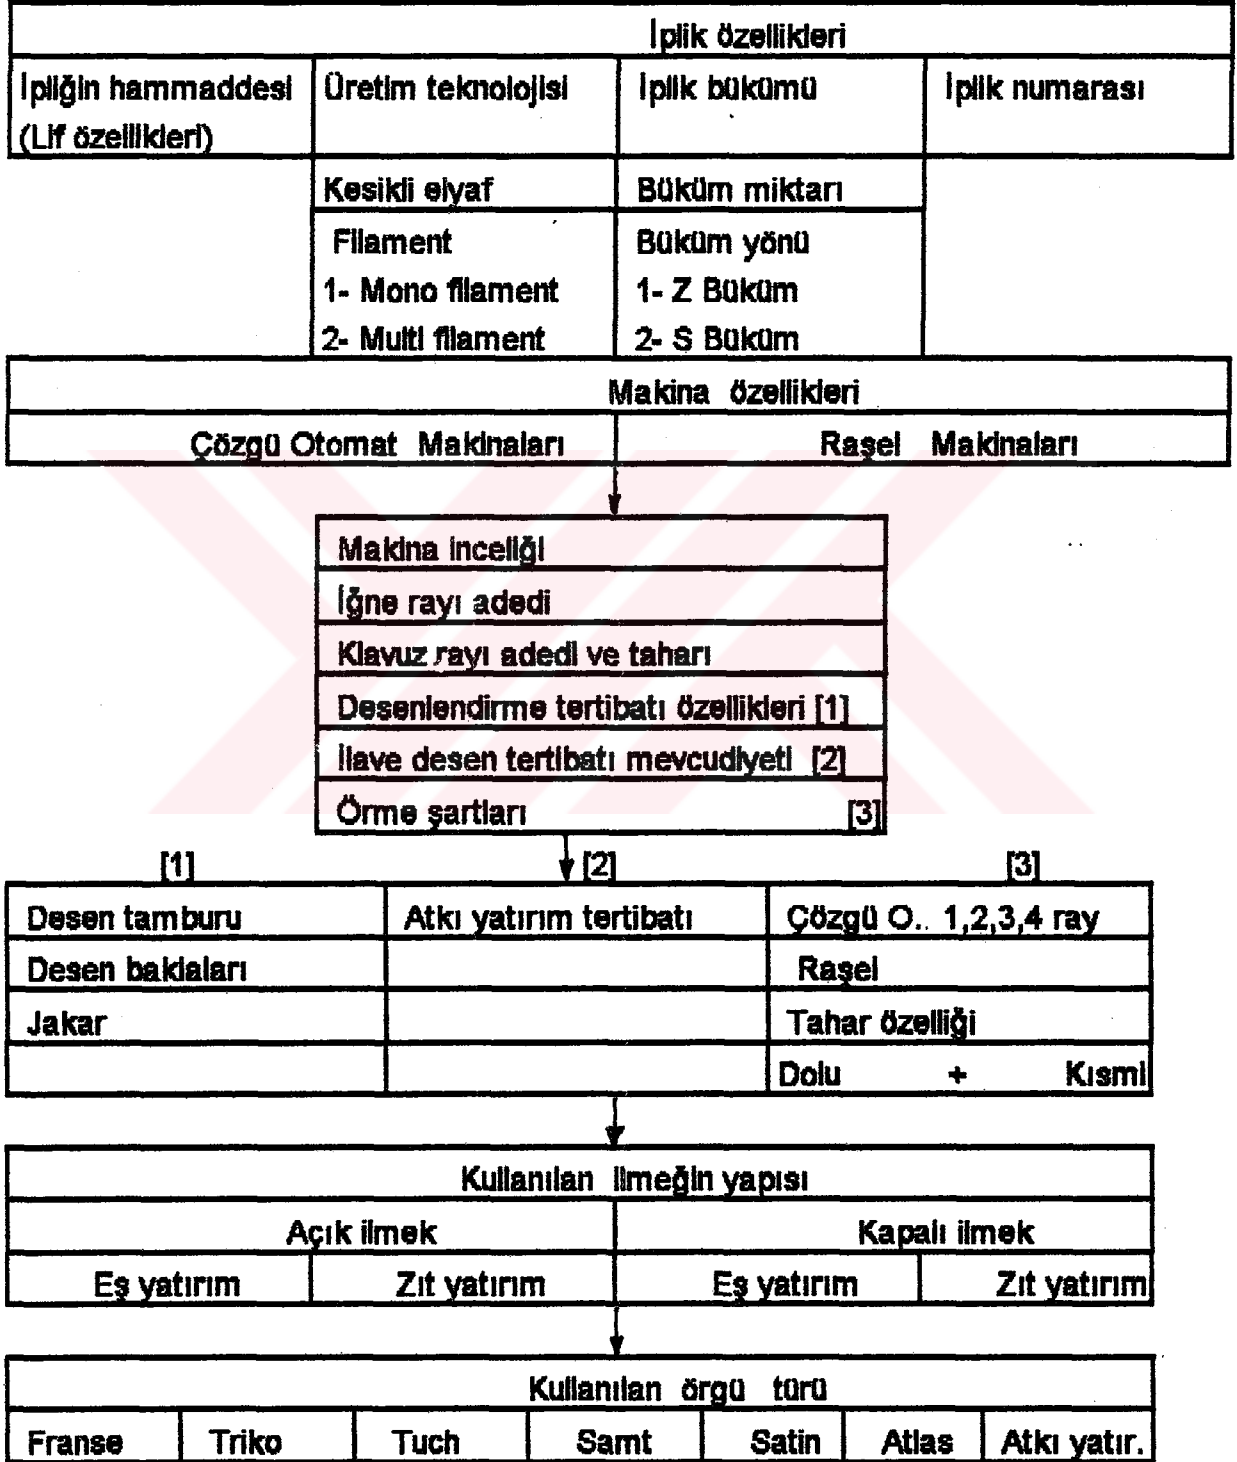 İplik özellikleri
İpliğin hammaddesi Üretim teknolojisi İplik bükümü İplik numarası
(Lif özellikleri)
Kesikli elyaf Büküm miktarı
Filament Büküm yönü
1- Mono filament 1- Z Büküm
2- Multi filament 2- S Büküm
Makina özellikleri
Çözgü Otomat Makinaları Raşel Makinaları
Makina inceliği
İğne rayı adedi
Klavuz rayı adedi ve taharı
Desenlendirme tertibatı özellikleri [1]
İlave desen tertibatı mevcudiyeti [2]
Örme şartları [3]
[1] [2] [3]
Desen tamburu Atkı yatırım tertibatı Çözgü O.. 1,2,3,4 ray
Desen baklaları Raşel
Jakar Tahar özelliği
Dolu + Kısmi
Kullanılan ilmeğin yapısı
Açık ilmek Kapalı ilmek
Eş yatırım Zıt yatırım Eş yatırım Zıt yatırım
Kullanılan örgü türü
Franse Triko Tuch Samt Satin Atlas Atkı yatır.